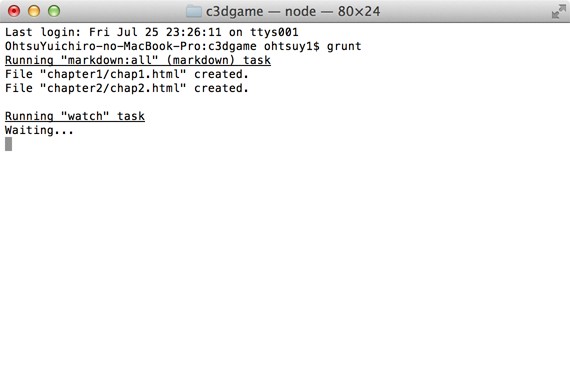 c3dgame — node — 80×24
Last login: Fri Jul 25 23:26:11 on ttys001
OhtsuYuichiro-no-MacBook-Pro:c3dgame ohtsuy1$ grunt
Running "markdown:all" (markdown) task
File "chapter1/chap1.html" created.
File "chapter2/chap2.html" created.
Running "watch" task
Waiting...